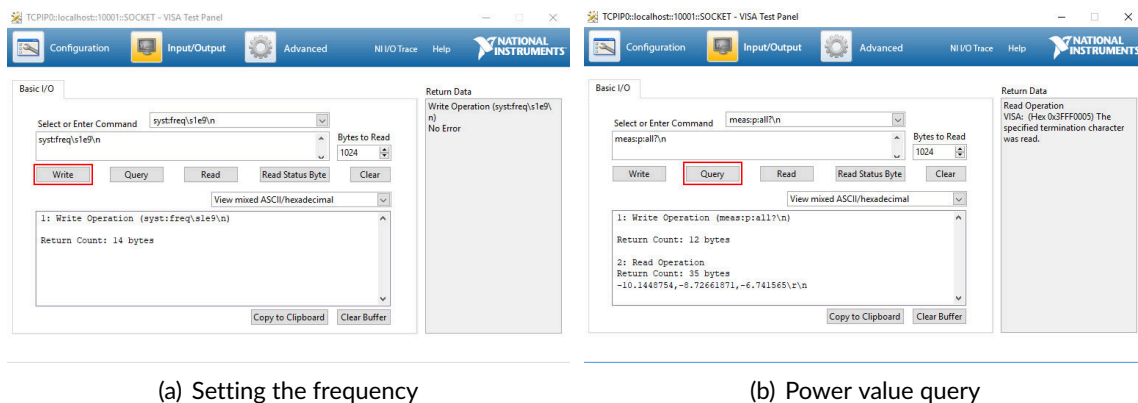 TCPIP0::localhost::10001::SOCKET - VISA Test Panel
Configuration
Input/Output
Advanced
NI I/O Trace
Help
NATIONAL
INSTRUMENTS
Basic I/O
Select or Enter Command
syst:freq\s1e9\n
syst:freq\s1e9\n
Bytes to Read
1024
Write
Query
Read
Read Status Byte
Clear
View mixed ASCII/hexadecimal
1: Write Operation (syst:freq\s1e9\n)
Return Count: 14 bytes
Copy to Clipboard
Clear Buffer
Return Data
Write Operation (syst:freq\s1e9\
n)
No Error
(a) Setting the frequency
TCPIP0::localhost::10001::SOCKET - VISA Test Panel
Configuration
Input/Output
Advanced
NI I/O Trace
Help
NATIONAL
INSTRUMENTS
Basic I/O
Select or Enter Command
meas:p:all?\n
meas:p:all?\n
Bytes to Read
1024
Write
Query
Read
Read Status Byte
Clear
View mixed ASCII/hexadecimal
1: Write Operation (meas:p:all?\n)
Return Count: 12 bytes
2: Read Operation
Return Count: 35 bytes
-10.1448754,-8.72661871,-6.741565\r\n
Copy to Clipboard
Clear Buffer
Return Data
Read Operation
VISA: (Hex 0x3FFF0005) The
specified termination character
was read.
(b) Power value query